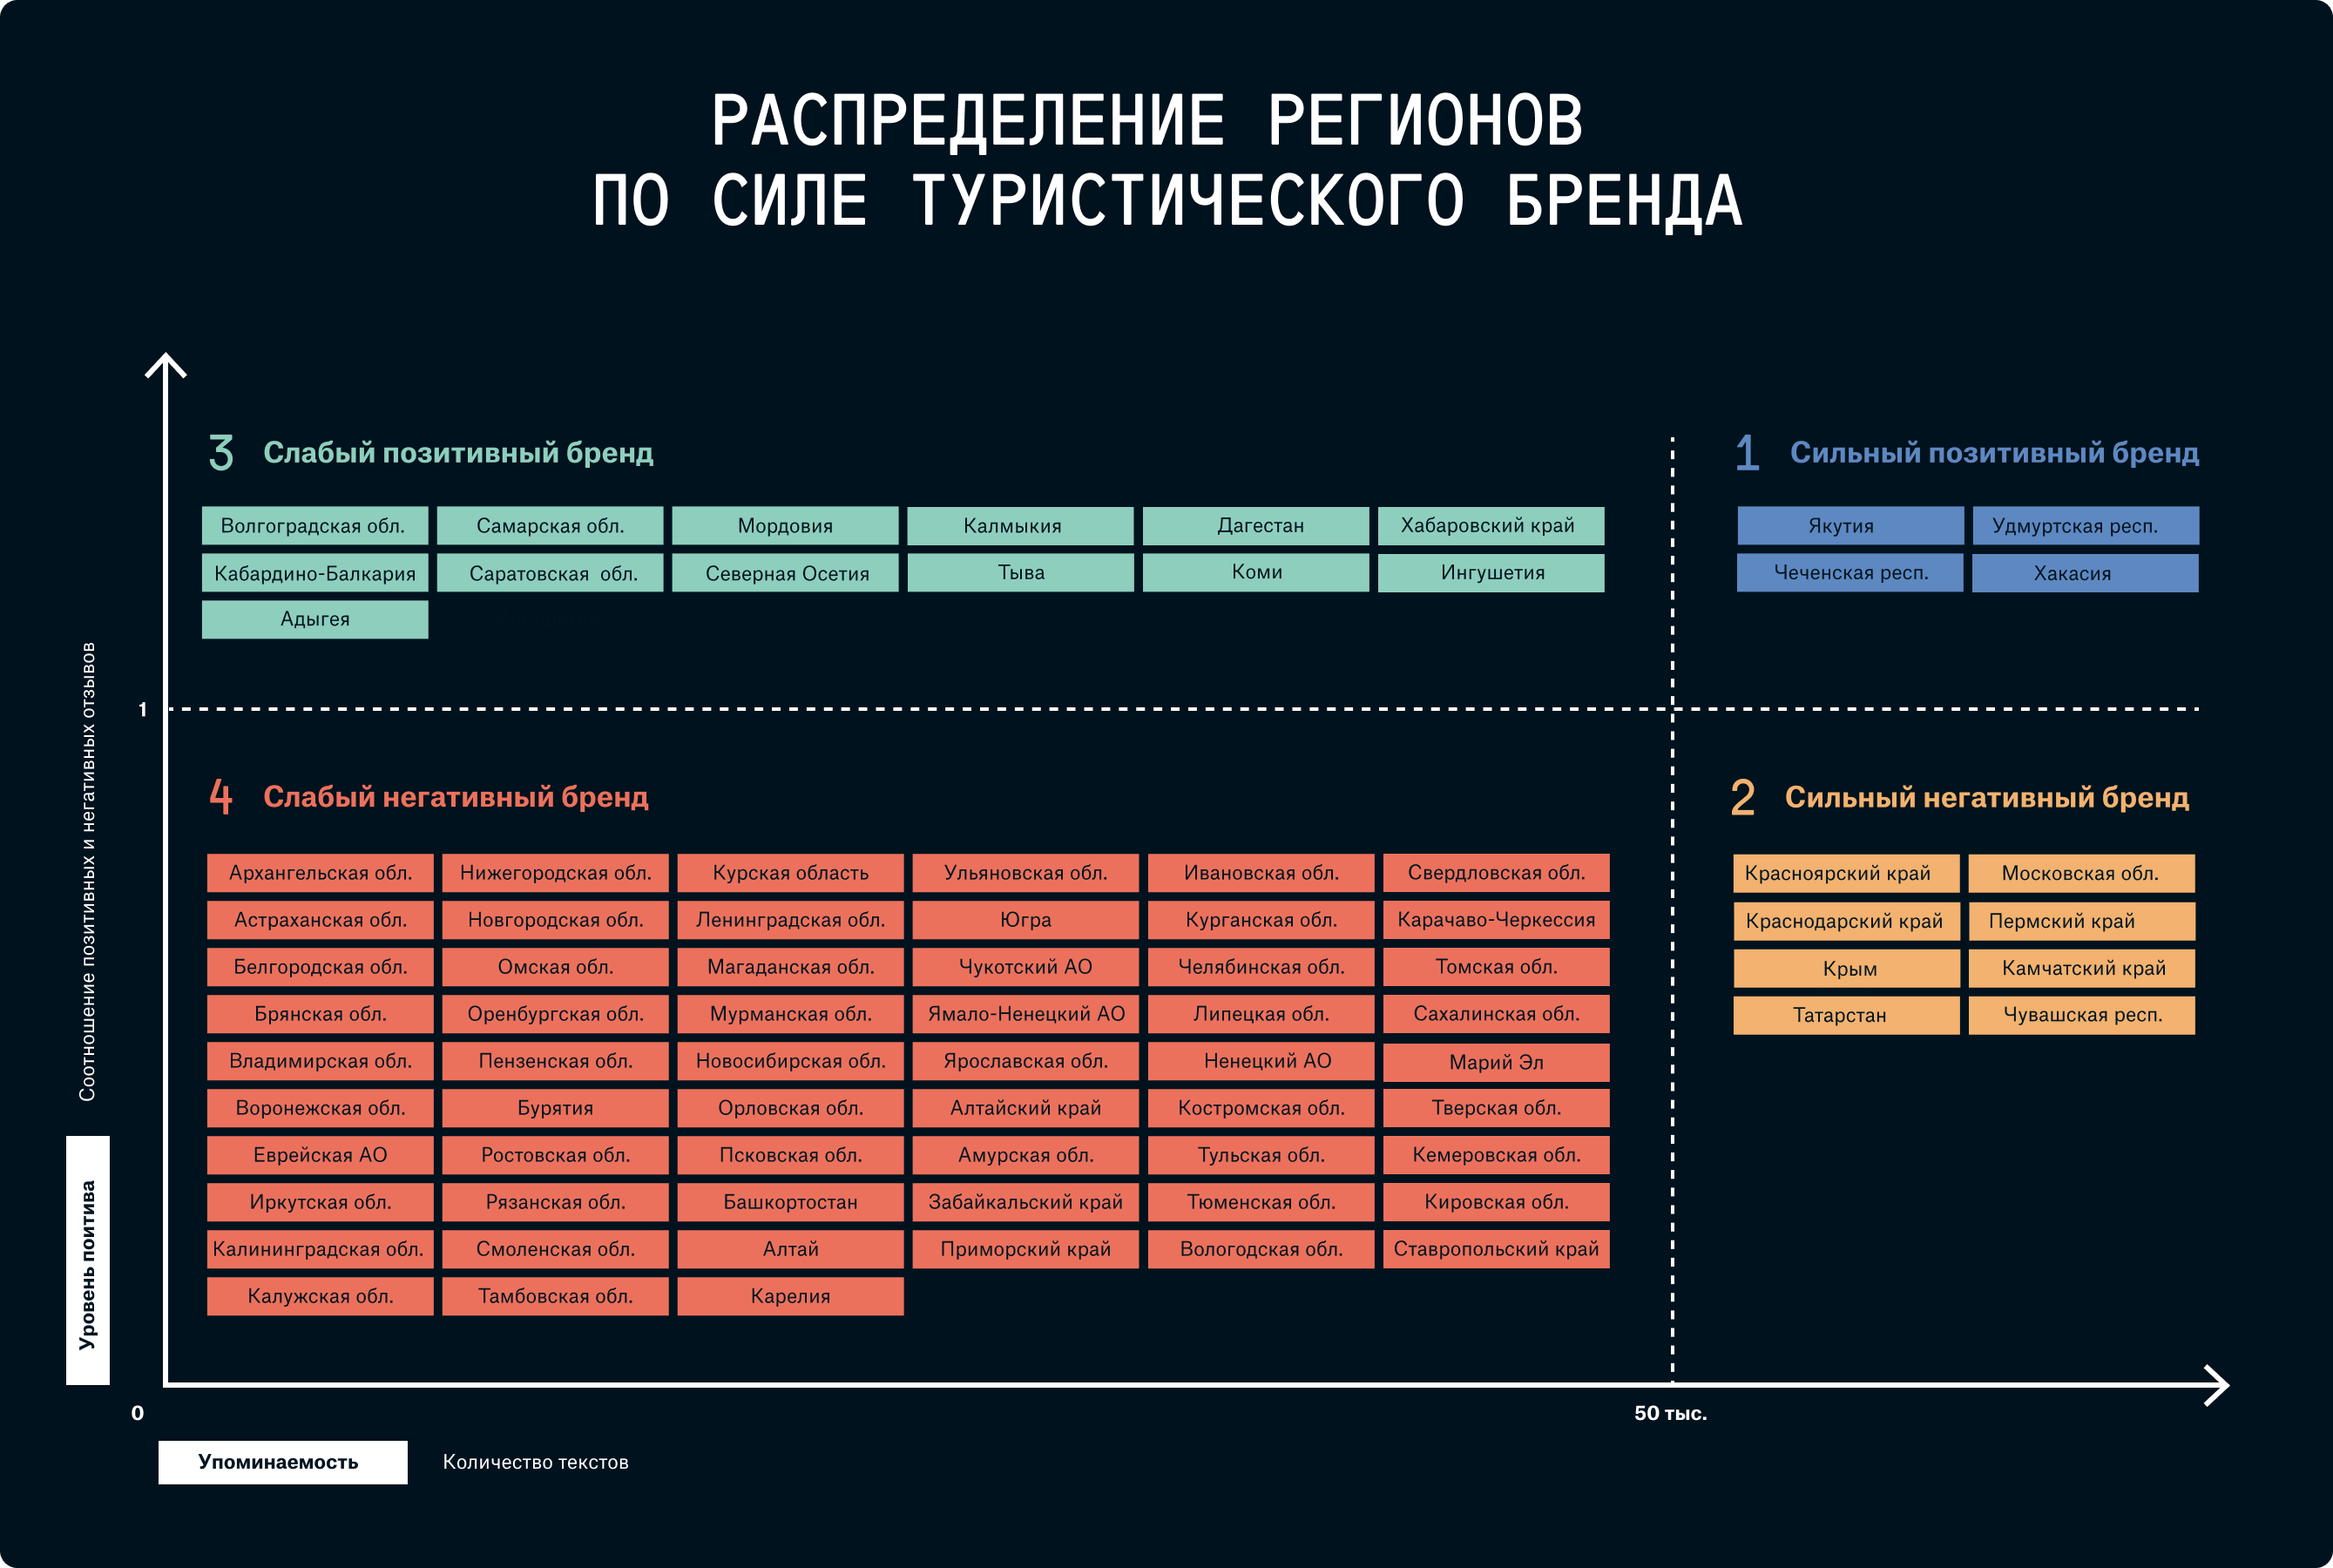 РАСПРЕДЕЛЕНИЕ РЕГИОНОВ
ПО СИЛЕ ТУРИСТИЧЕСКОГО БРЕНДА
3 Слабый позитивный бренд
Волгоградская обл. Самарская обл. Мордовия Калмыкия Дагестан Хабаровский край
Кабардино-Балкария Саратовская обл. Северная Осетия Тыва Коми Ингушетия
Адыгея
1 Сильный позитивный бренд
Якутия Удмуртская респ.
Чеченская респ. Хакасия
1
4 Слабый негативный бренд
Архангельская обл. Нижегородская обл. Курская область Ульяновская обл. Ивановская обл. Свердловская обл.
Астраханская обл. Новгородская обл. Ленинградская обл. Югра Курганская обл. Карачаво-Черкессия
Белгородская обл. Омская обл. Магаданская обл. Чукотский АО Челябинская обл. Томская обл.
Брянская обл. Оренбургская обл. Мурманская обл. Ямало-Ненецкий АО Липецкая обл. Сахалинская обл.
Владимирская обл. Пензенская обл. Новосибирская обл. Ярославская обл. Ненецкий АО Марий Эл
Воронежская обл. Бурятия Орловская обл. Алтайский край Костромская обл. Тверская обл.
Еврейская АО Ростовская обл. Псковская обл. Амурская обл. Тульская обл. Кемеровская обл.
Иркутская обл. Рязанская обл. Башкортостан Забайкальский край Тюменская обл. Кировская обл.
Калининградская обл. Смоленская обл. Алтай Приморский край Вологодская обл. Ставропольский край
Калужская обл. Тамбовская обл. Карелия
2 Сильный негативный бренд
Красноярский край Московская обл.
Краснодарский край Пермский край
Крым Камчатский край
Татарстан Чувашская респ.
Уровень поитива Соотношение позитивных и негативных отзывов
0 50 тыс.
Упоминаемость Количество текстов